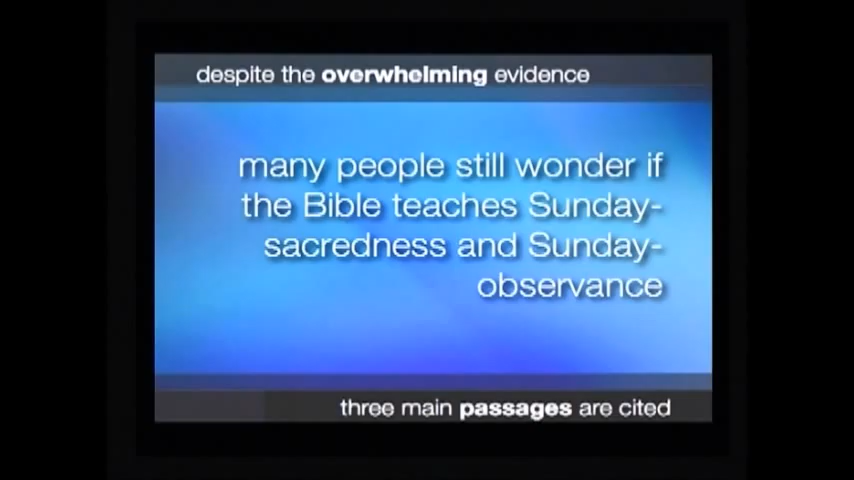 despite the overwhelming evidence
many people still wonder if
the Bible teaches Sunday-
sacredness and Sunday-
observance
three main passages are cited